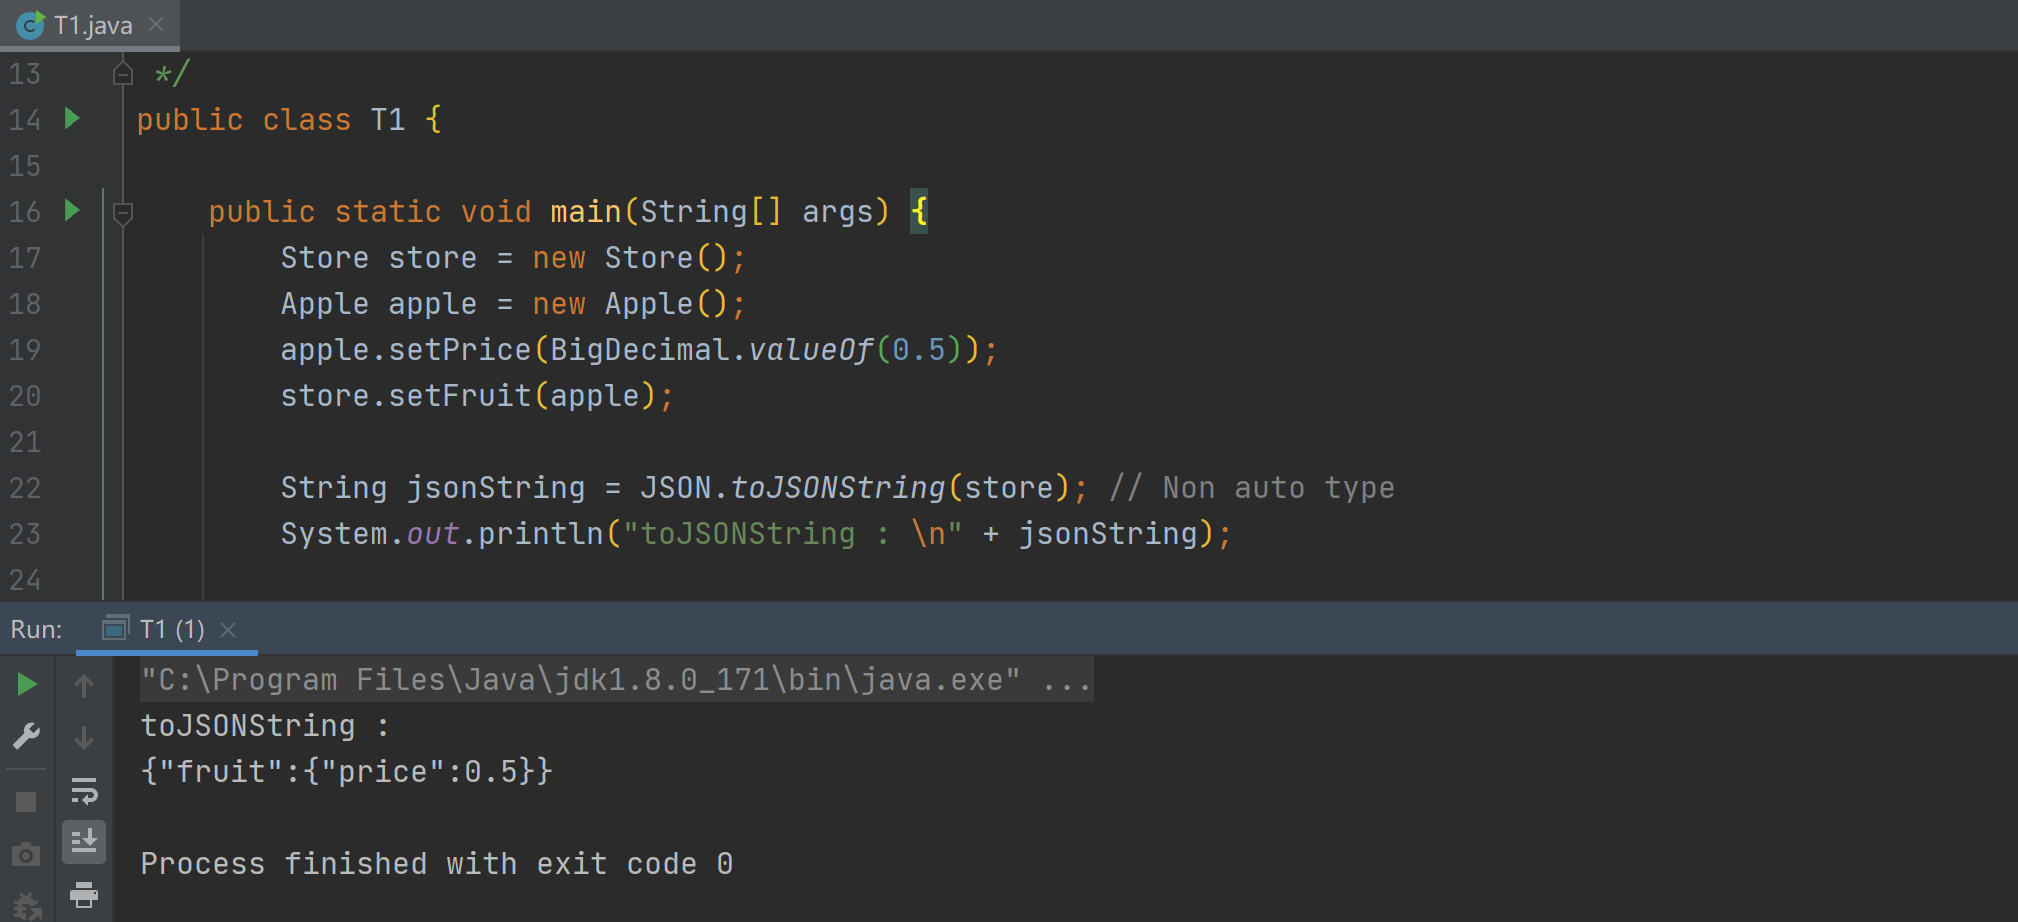 T1.java
13 */
14 public class T1 {
15
16 public static void main(String[] args) {
17 Store store = new Store();
18 Apple apple = new Apple();
19 apple.setPrice(BigDecimal.valueOf(0.5));
20 store.setFruit(apple);
21
22 String jsonString = JSON.toJSONString(store); // Non auto type
23 System.out.println("toJSONString : \n" + jsonString);
24
Run: T1 (1)
"C:\Program Files\Java\jdk1.8.0_171\bin\java.exe" ...
toJSONString :
{"fruit":{"price":0.5}}
Process finished with exit code 0